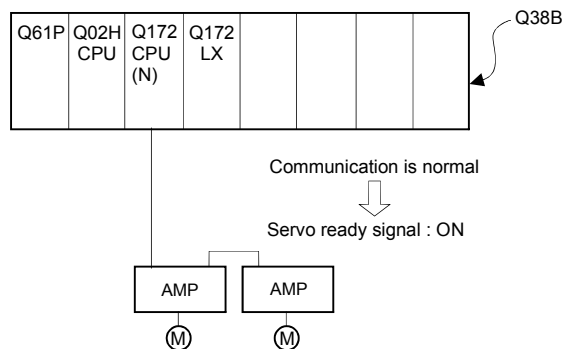 Q61P Q02H Q172 Q172
CPU CPU LX
(N)
Q38B
Communication is normal
Servo ready signal : ON
AMP AMP
M M